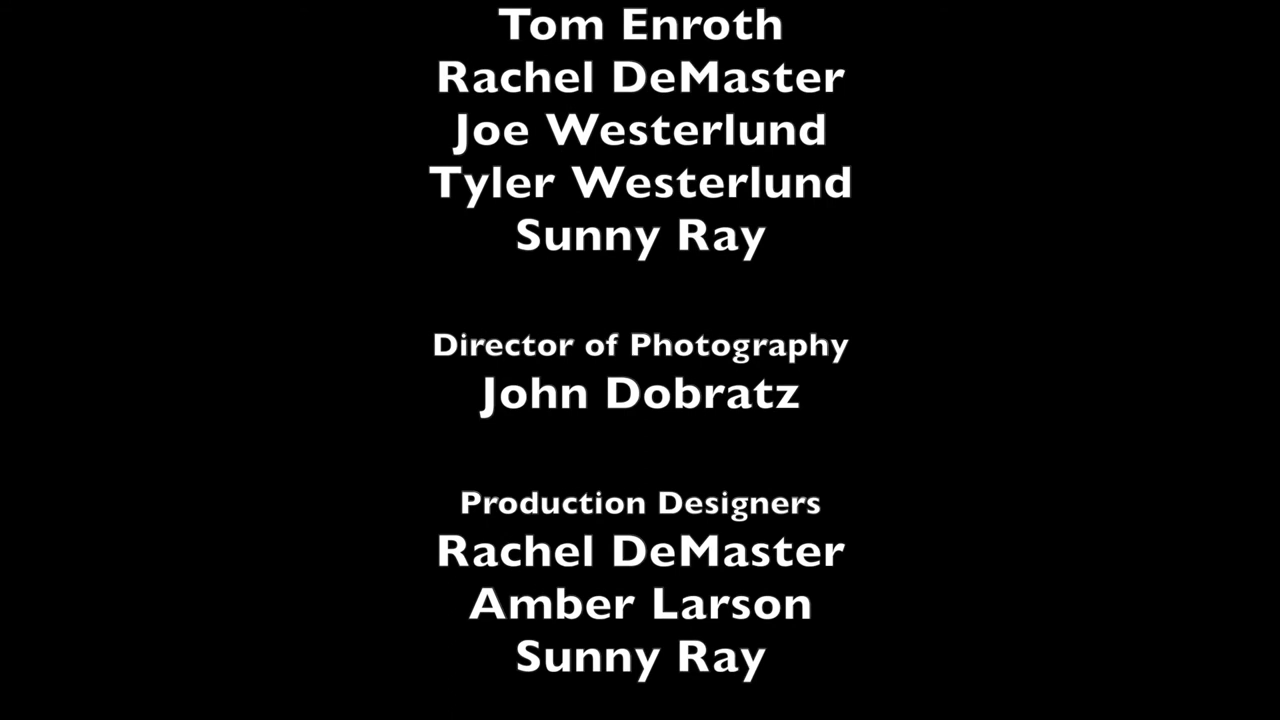 Tom Enroth
Rachel DeMaster
Joe Westerlund
Tyler Westerlund
Sunny Ray
Director of Photography
John Dobratz
Production Designers
Rachel DeMaster
Amber Larson
Sunny Ray